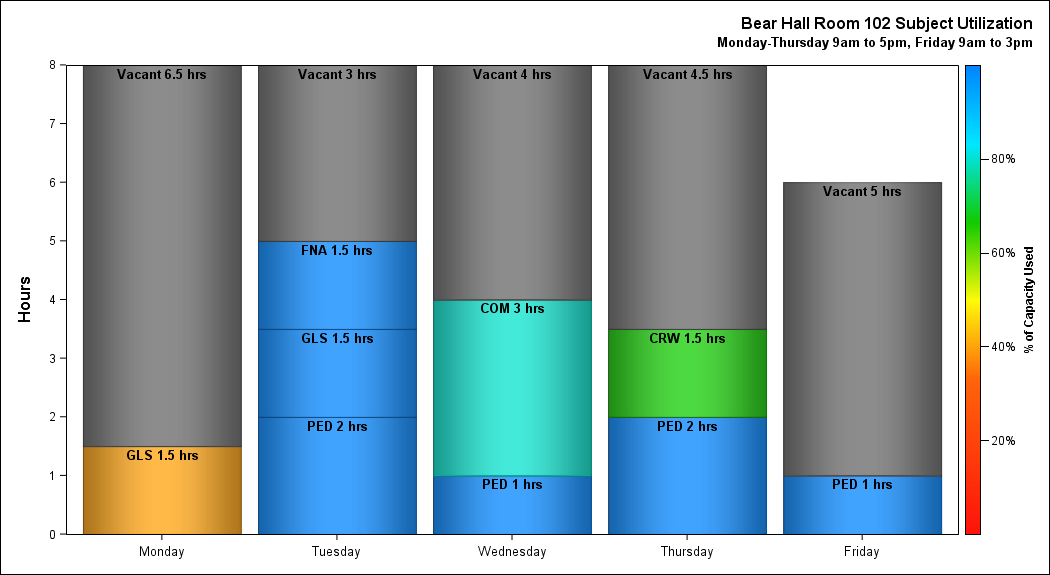 Bear Hall Room 102 Subject Utilization
Monday-Thursday 9am to 5pm, Friday 9am to 3pm
Hours
8
7
6
5
4
3
2
1
0
Vacant 6.5 hrs
GLS 1.5 hrs
Vacant 3 hrs
FNA 1.5 hrs
GLS 1.5 hrs
PED 2 hrs
Vacant 4 hrs
COM 3 hrs
PED 1 hrs
Vacant 4.5 hrs
CRW 1.5 hrs
PED 2 hrs
Vacant 5 hrs
PED 1 hrs
Monday
Tuesday
Wednesday
Thursday
Friday
80%
60%
40%
20%
% of Capacity Used